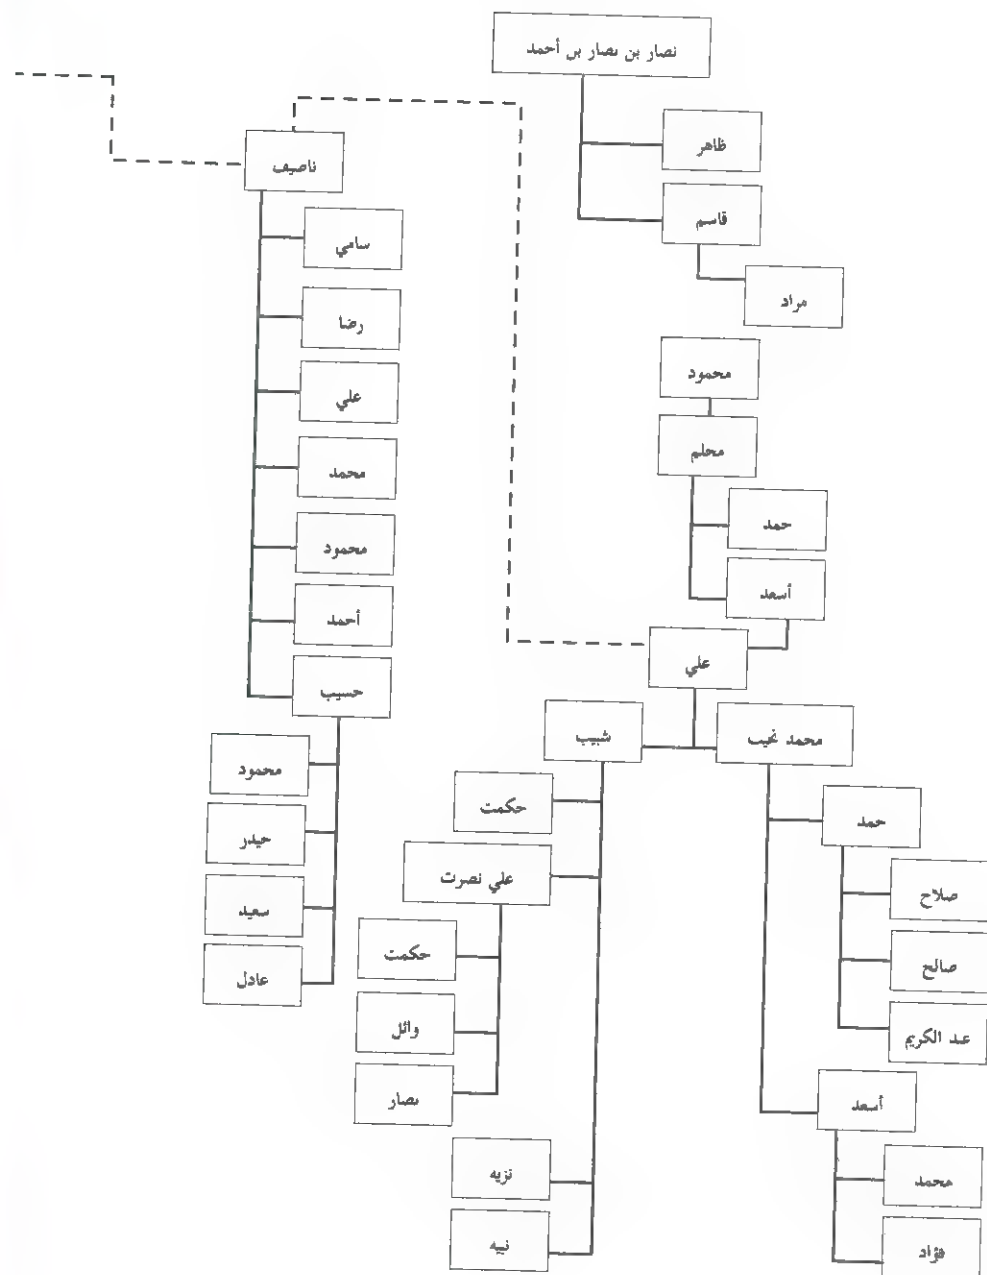 نصار بن نصار بن أحمد
ظاهر
قاسم
مراد
محمود
محلم
حمد
أسعد
علي
محمد نجيب
حمد
صلاح
صالح
عبد الكريم
أسعد
محمد
فؤاد
شبيب
حكمت
علي نصرت
حكمت
وائل
نصار
نزيه
نبيه
ناصيف
سامي
رضا
علي
محمد
محمود
أحمد
حسيب
محمود
حيدر
سعيد
عادل